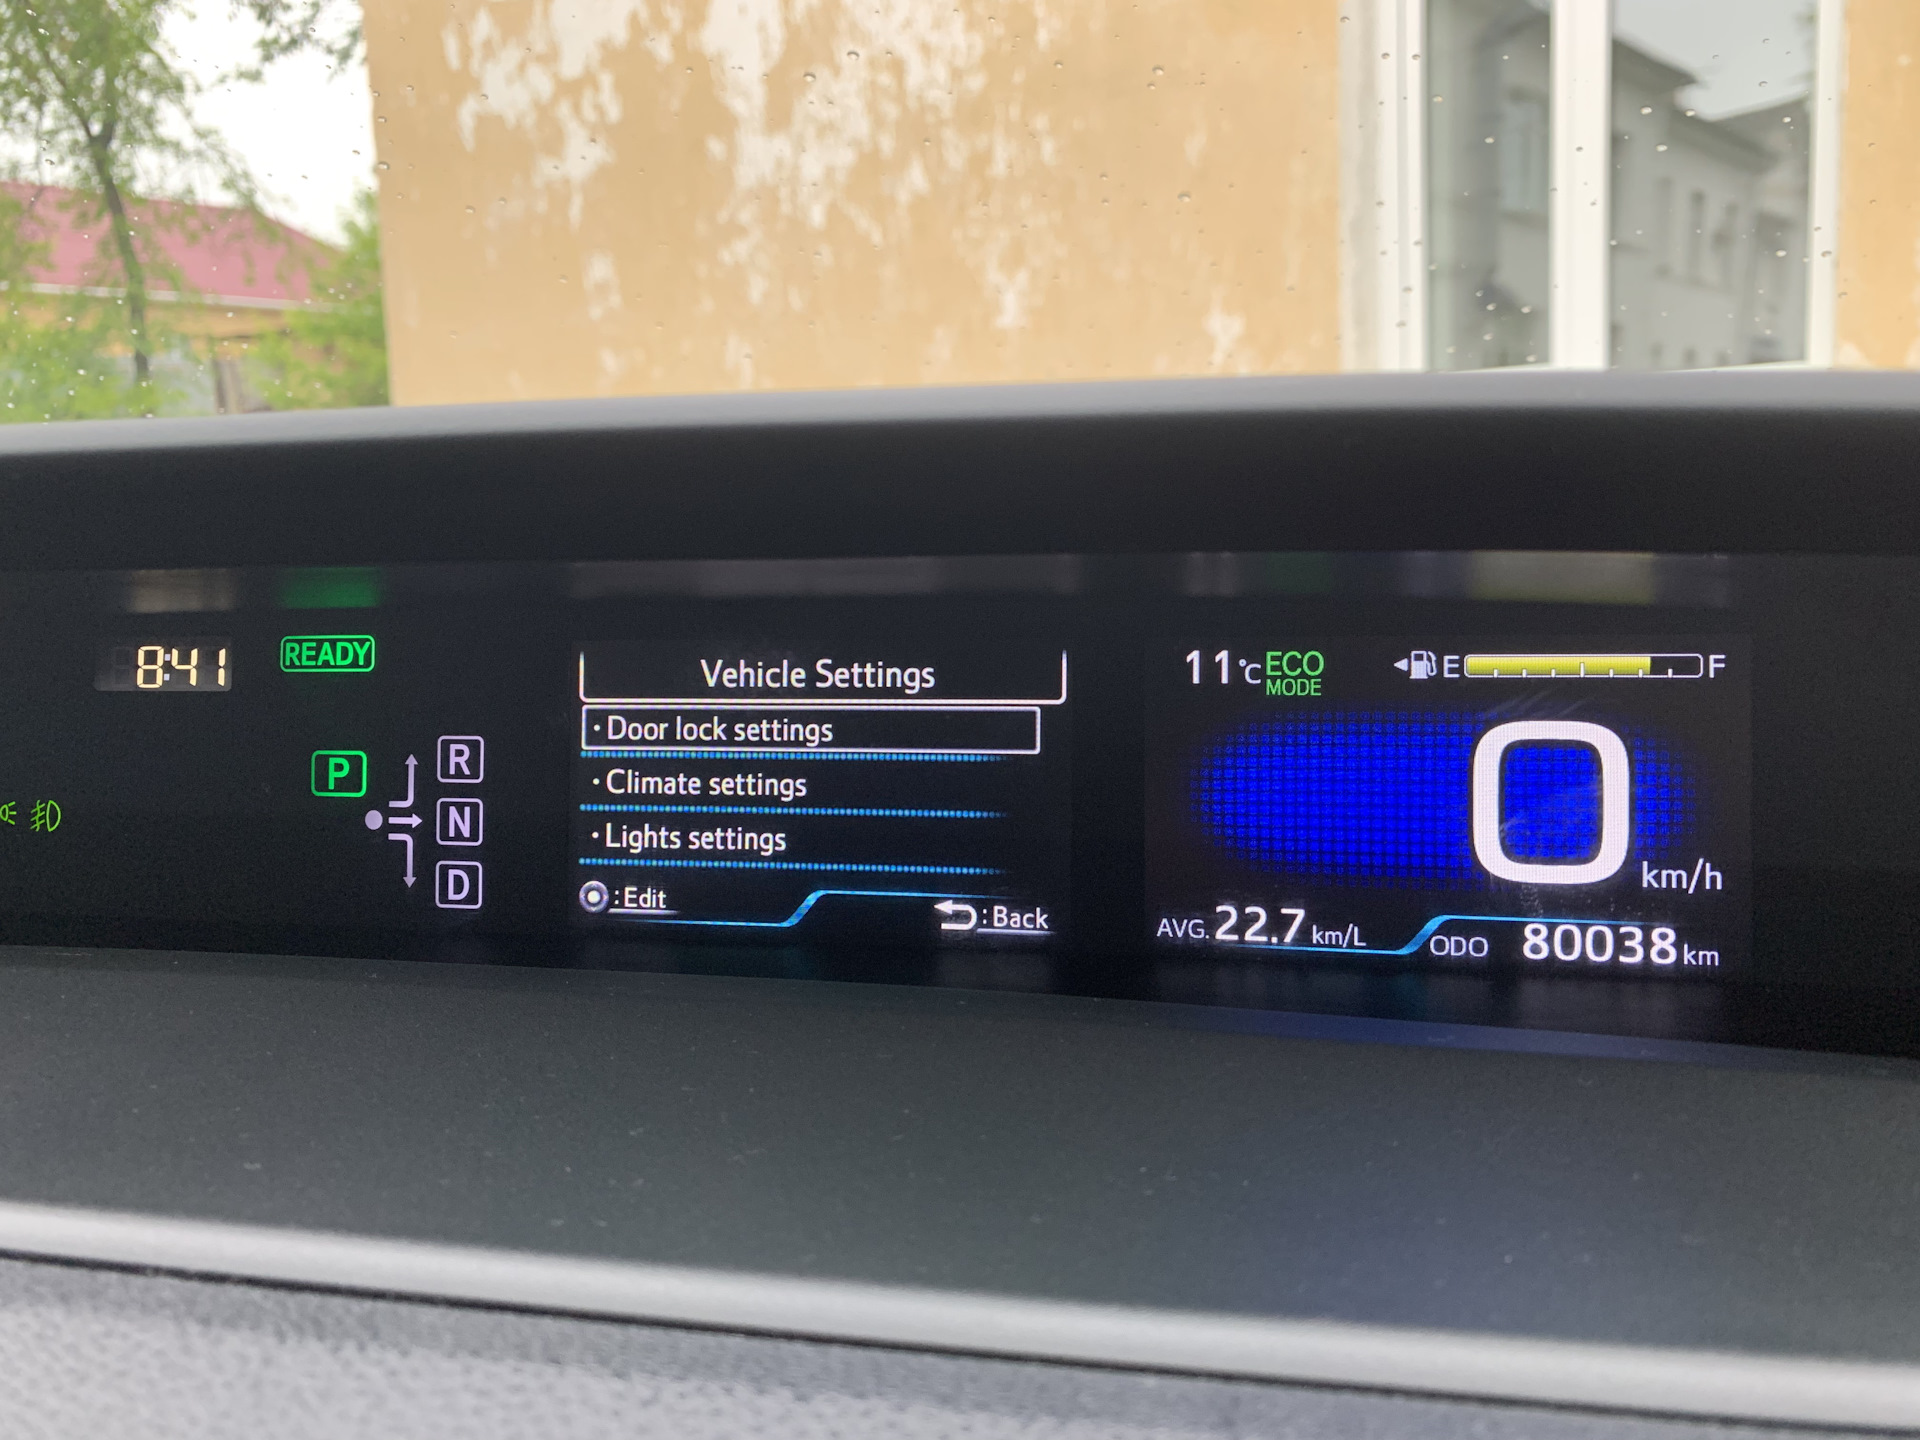 8:41
READY
P
R
N
D
Vehicle Settings
· Door lock settings
· Climate settings
· Lights settings
: Edit
: Back
11°C ECO MODE
E F
0 km/h
AVG. 22.7 km/L
ODO 80038 km